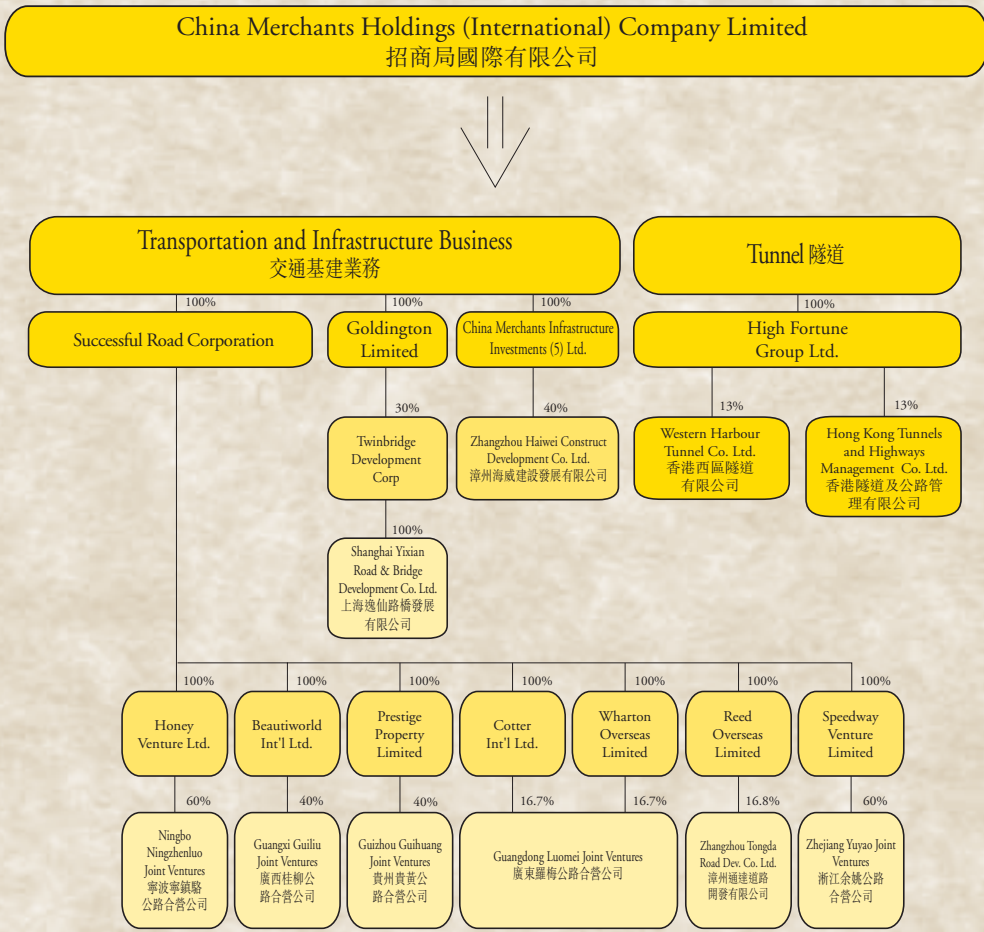 China Merchants Holdings (International) Company Limited
招商局國際有限公司
Transportation and Infrastructure Business
交通基建業務
Tunnel 隧道
100%
100%
100%
100%
Successful Road Corporation
Goldington
Limited
China Merchants Infrastructure
Investments (5) Ltd.
High Fortune
Group Ltd.
30%
40%
13%
13%
Twinbridge
Development
Corp
Zhangzhou Haiwei Construct
Development Co. Ltd.
漳州海威建設發展有限公司
Western Harbour
Tunnel Co. Ltd.
香港西區隧道
有限公司
Hong Kong Tunnels
and Highways
Management Co. Ltd.
香港隧道及公路管
理有限公司
100%
Shanghai Yixian
Road & Bridge
Development Co. Ltd.
上海逸仙路橋發展
有限公司
100%
100%
100%
100%
100%
100%
100%
Honey
Venture Ltd.
Beautiworld
Int'l Ltd.
Prestige
Property
Limited
Cotter
Int'l Ltd.
Wharton
Overseas
Limited
Reed
Overseas
Limited
Speedway
Venture
Limited
60%
40%
40%
16.7%
16.7%
16.8%
60%
Ningbo
Ningzhenluo
Joint Ventures
寧波寧鎮駱
公路合營公司
Guangxi Guiliu
Joint Ventures
廣西桂柳公
路合營公司
Guizhou Guihuang
Joint Ventures
貴州貴黃公
路合營公司
Guangdong Luomei Joint Ventures
廣東羅梅公路合營公司
Zhangzhou Tongda
Road Dev. Co. Ltd.
漳州通達道路
開發有限公司
Zhejiang Yuyao Joint
Ventures
浙江余姚公路
合營公司